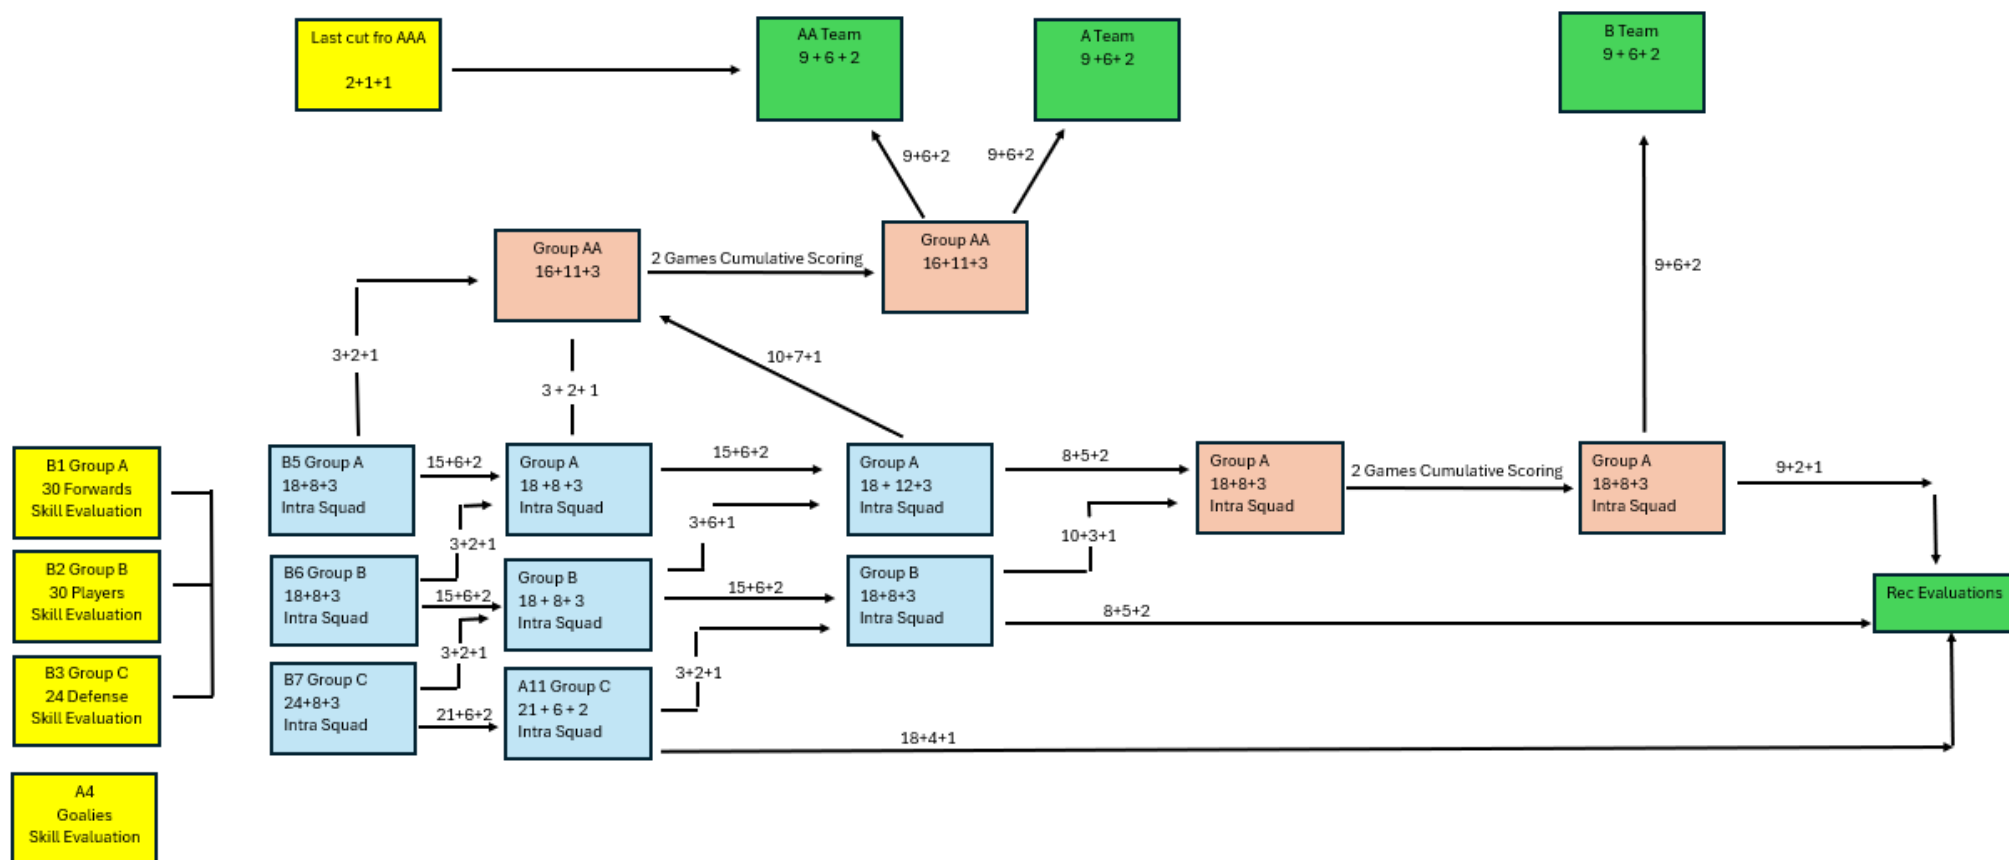 Last cut fro AAA
2+1+1
AA Team
9 + 6 + 2
A Team
9 +6+ 2
B Team
9 + 6+ 2
9+6+2
9+6+2
Group AA
16+11+3
2 Games Cumulative Scoring
Group AA
16+11+3
9+6+2
3+2+1
3 + 2+ 1
10+7+1
B1 Group A
30 Forwards
Skill Evaluation
B5 Group A
18+8+3
Intra Squad
15+6+2
Group A
18 +8 +3
Intra Squad
15+6+2
Group A
18 + 12+3
Intra Squad
8+5+2
Group A
18+8+3
Intra Squad
2 Games Cumulative Scoring
Group A
18+8+3
Intra Squad
9+2+1
3+2+1
3+6+1
10+3+1
B2 Group B
30 Players
Skill Evaluation
B6 Group B
18+8+3
Intra Squad
15+6+2
Group B
18 + 8+ 3
Intra Squad
15+6+2
Group B
18+8+3
Intra Squad
8+5+2
Rec Evaluations
3+2+1
3+2+1
B3 Group C
24 Defense
Skill Evaluation
B7 Group C
24+8+3
Intra Squad
21+6+2
A11 Group C
21 + 6 + 2
Intra Squad
18+4+1
A4
Goalies
Skill Evaluation